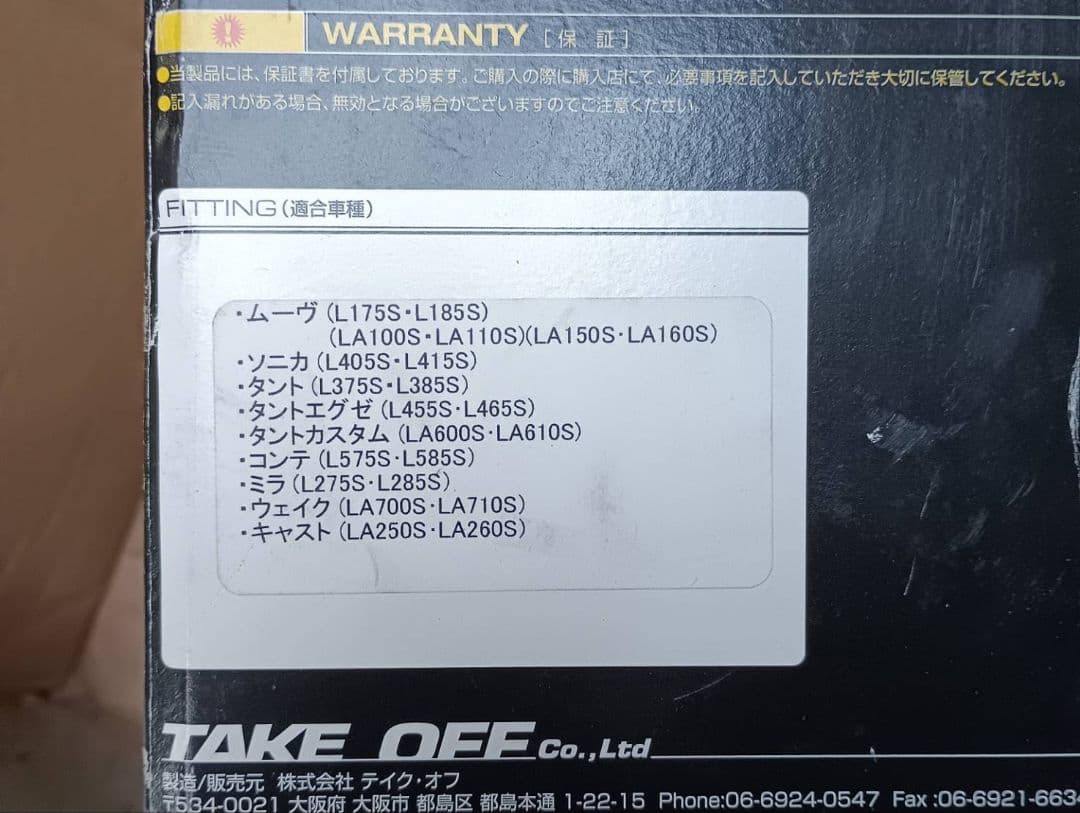 WARRANTY [保 証]
●当製品には、保証書を付属しております。ご購入の際に購入店にて、必要事項を記入していただき大切に保管してください。
●記入漏れがある場合、無効となる場合がございますのでご注意ください。
FITTING(適合車種)
・ムーヴ(L175S・L185S)
(LA100S・LA110S)(LA150S・LA160S)
・ソニカ(L405S・L415S)
・タント(L375S・L385S)
・タントエグゼ(L455S・L465S)
・タントカスタム(LA600S・LA610S)
・コンテ(L575S・L585S)
・ミラ(L275S・L285S)
・ウェイク(LA700S・LA710S)
・キャスト(LA250S・LA260S)
TAKE OFF Co.,Ltd
製造/販売元 株式会社 テイク・オフ
〒534-0021 大阪府 大阪市 都島区 都島本通 1-22-15 Phone:06-6924-0547 Fax :06-6921-6634